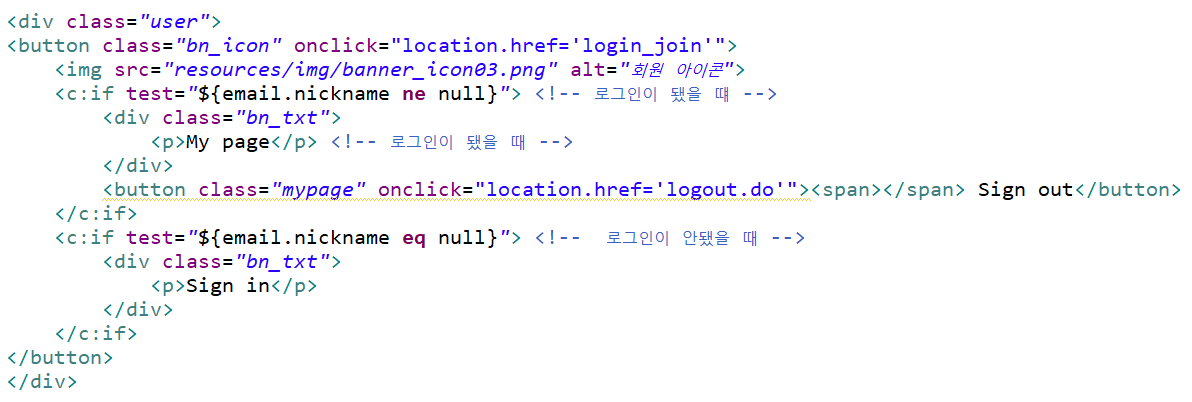 <div class="user">
<button class="bn_icon" onclick="location.href='login_join'">
<img src="resources/img/banner_icon03.png" alt="회원 아이콘">
<c:if test="${email.nickname ne null}"> <!-- 로그인이 됐을 떄 -->
<div class="bn_txt">
<p>My page</p> <!-- 로그인이 됐을 때 -->
</div>
<button class="mypage" onclick="location.href='logout.do'"><span></span> Sign out</button>
</c:if>
<c:if test="${email.nickname eq null}"> <!--  로그인이 안됐을 때 -->
<div class="bn_txt">
<p>Sign in</p>
</div>
</c:if>
</button>
</div>